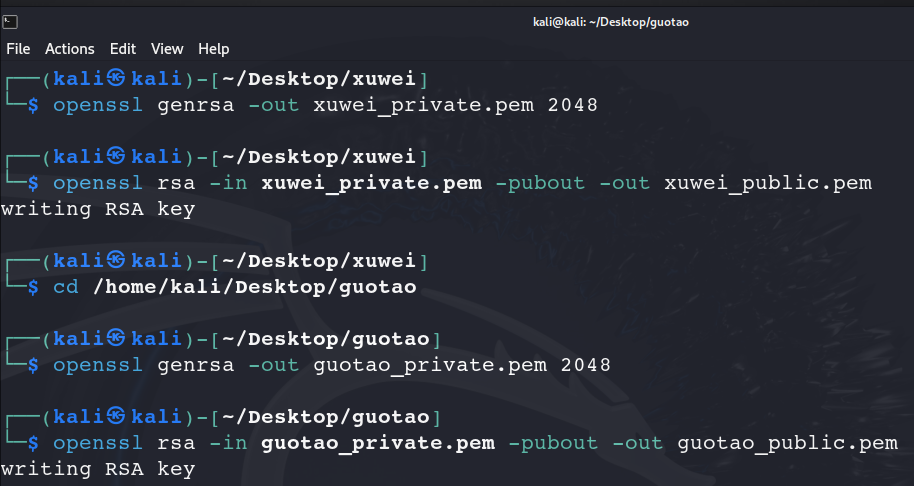 kali@kali: ~/Desktop/guotao
File Actions Edit View Help
┌──(kali㉿kali)-[~/Desktop/xuwei]
└─$ openssl genrsa -out xuwei_private.pem 2048
┌──(kali㉿kali)-[~/Desktop/xuwei]
└─$ openssl rsa -in xuwei_private.pem -pubout -out xuwei_public.pem
writing RSA key
┌──(kali㉿kali)-[~/Desktop/xuwei]
└─$ cd /home/kali/Desktop/guotao
┌──(kali㉿kali)-[~/Desktop/guotao]
└─$ openssl genrsa -out guotao_private.pem 2048
┌──(kali㉿kali)-[~/Desktop/guotao]
└─$ openssl rsa -in guotao_private.pem -pubout -out guotao_public.pem
writing RSA key